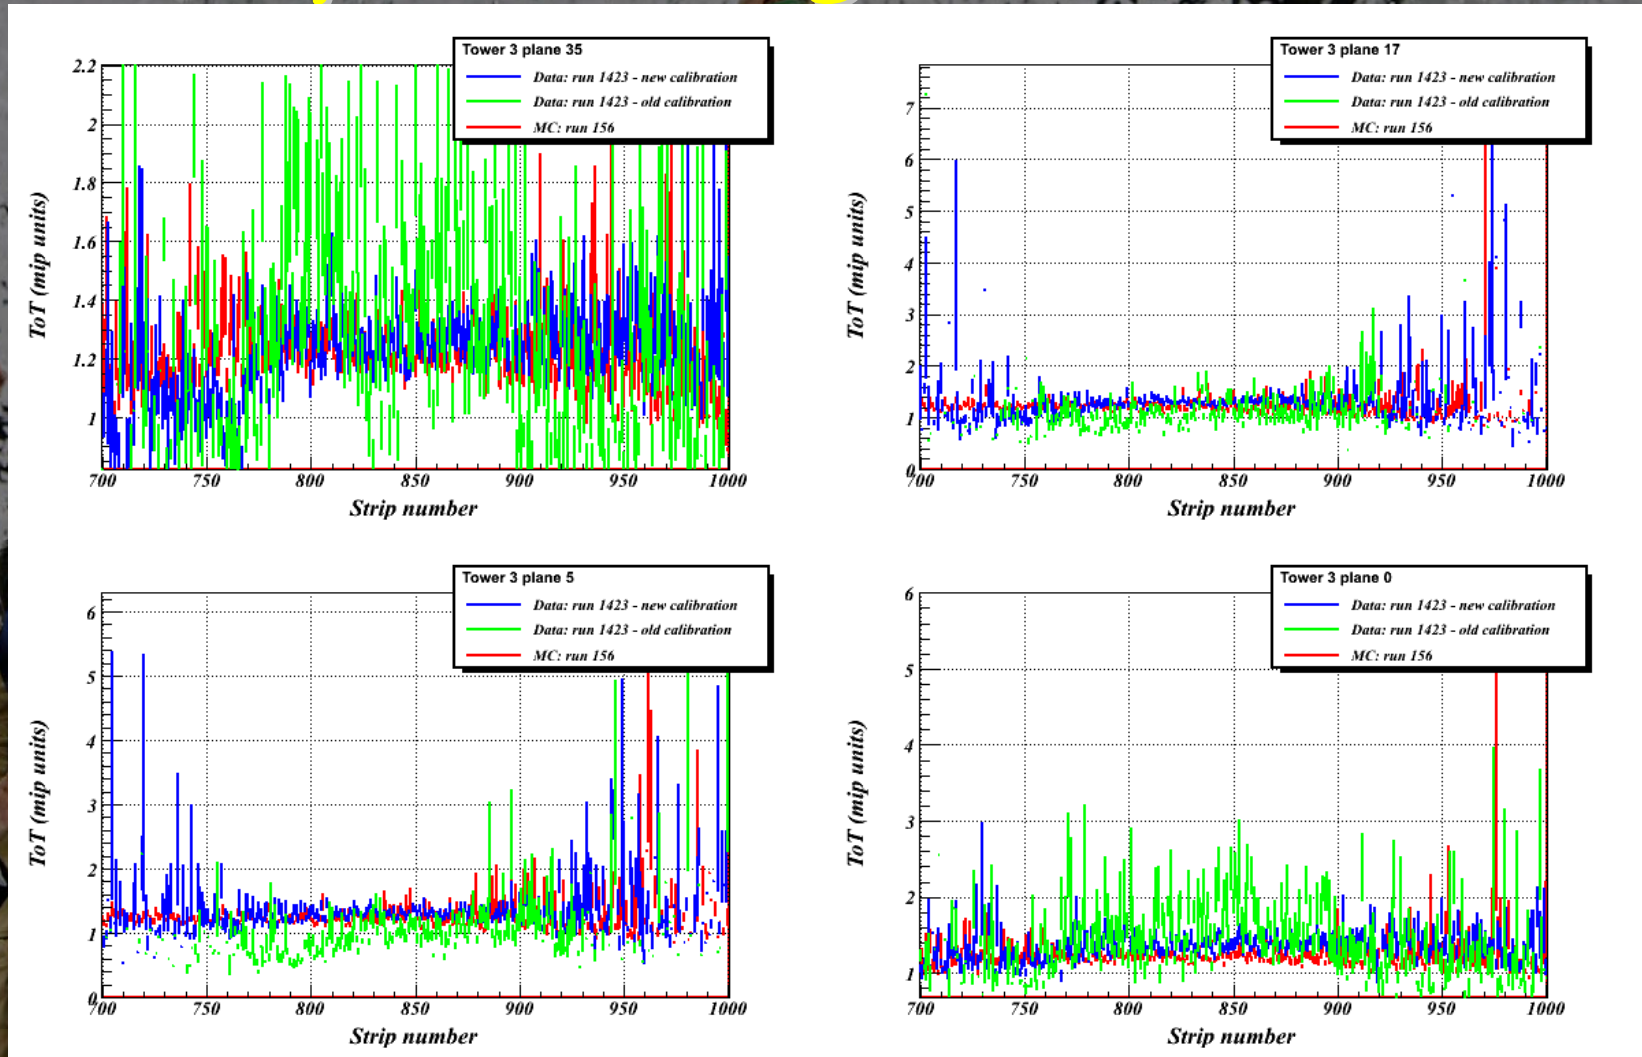 Tower 3 plane 35
Data: run 1423 - new calibration
Data: run 1423 - old calibration
MC: run 156
2.2
2
1.8
1.6
1.4
1.2
1
ToT (mip units)
700 750 800 850 900 950 1000
Strip number
Tower 3 plane 17
Data: run 1423 - new calibration
Data: run 1423 - old calibration
MC: run 156
7
6
5
4
3
2
1
0
ToT (mip units)
700 750 800 850 900 950 1000
Strip number
Tower 3 plane 5
Data: run 1423 - new calibration
Data: run 1423 - old calibration
MC: run 156
6
5
4
3
2
1
0
ToT (mip units)
700 750 800 850 900 950 1000
Strip number
Tower 3 plane 0
Data: run 1423 - new calibration
Data: run 1423 - old calibration
MC: run 156
6
5
4
3
2
1
ToT (mip units)
700 750 800 850 900 950 1000
Strip number